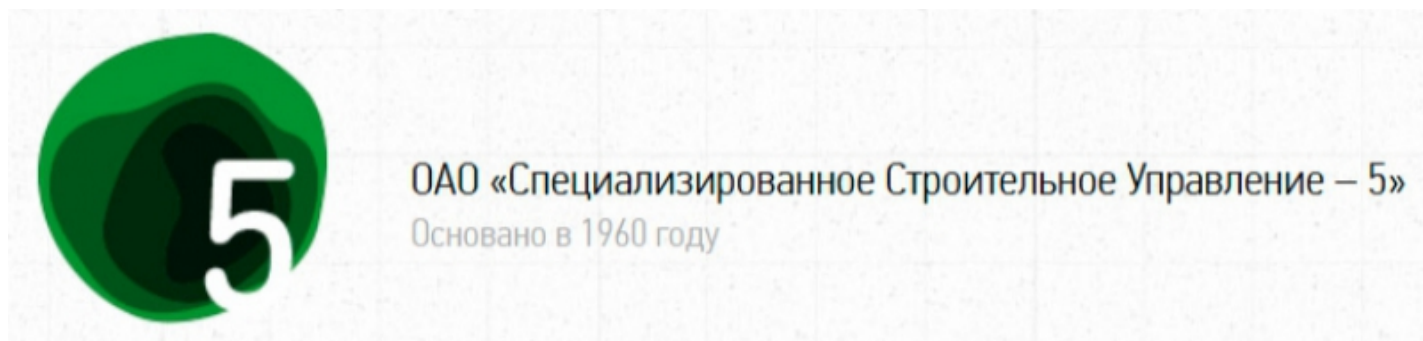 5
ОАО «Специализированное Строительное Управление – 5»
Основано в 1960 году